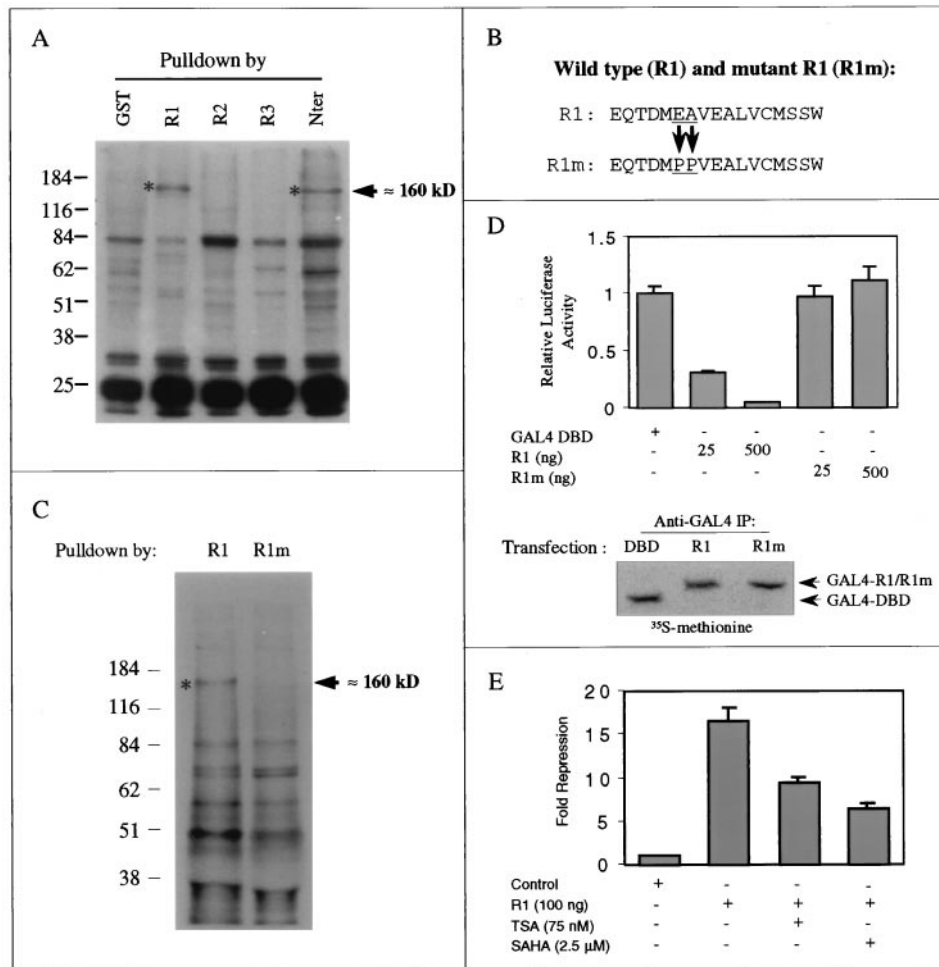 A
Pulldown by
GST R1 R2 R3 Nter
184
116
84
62
51
38
25
* *
≈ 160 kD
B
Wild type (R1) and mutant R1 (R1m):
R1: EQTDMEAVEALVCMSSW
R1m: EQTDMPPVEALVCMSSW
C
Pulldown by: R1 R1m
184
116
84
62
51
38
*
≈ 160 kD
D
Relative Luciferase Activity
1.5
1
0.5
0
GAL4 DBD + - - - -
R1 (ng) - 25 500 - -
R1m (ng) - - - 25 500
Anti-GAL4 IP:
Transfection : DBD R1 R1m
GAL4-R1/R1m
GAL4-DBD
35S-methionine
E
Fold Repression
20
15
10
5
0
Control + - - -
R1 (100 ng) - + + +
TSA (75 nM) - - + -
SAHA (2.5 µM) - - - +